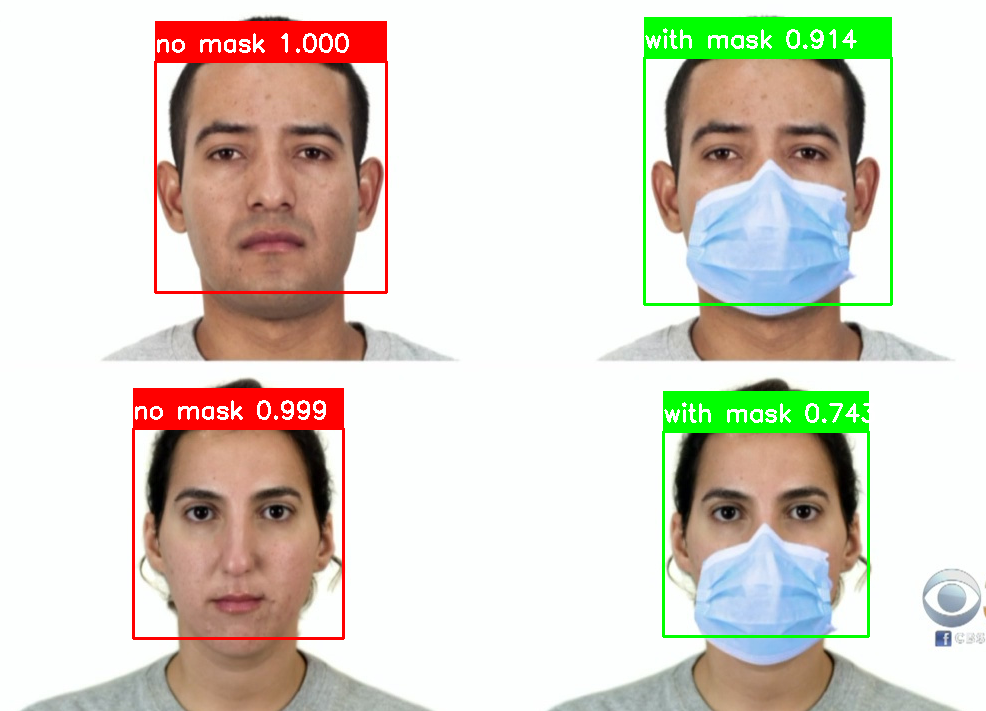 no mask 1.000
with mask 0.914
no mask 0.999
with mask 0.743
f